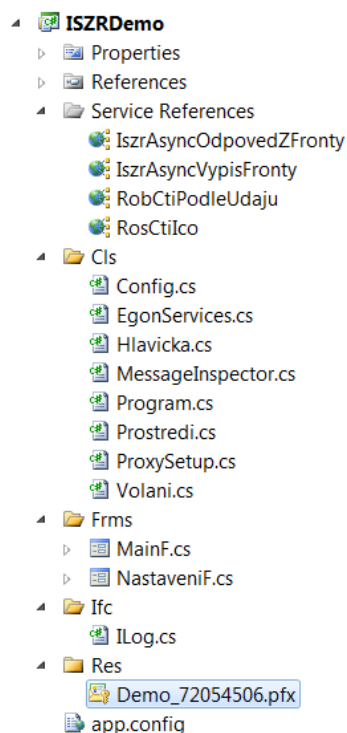 ISZRDemo
Properties
References
Service References
IszrAsyncOdpovedZFronty
IszrAsyncVypisFronty
RobCtiPodleUdaju
RosCtiIco
Cls
Config.cs
EgonServices.cs
Hlavicka.cs
MessageInspector.cs
Program.cs
Prostredi.cs
ProxySetup.cs
Volani.cs
Frms
MainF.cs
NastaveniF.cs
Ifc
ILog.cs
Res
Demo_72054506.pfx
app.config